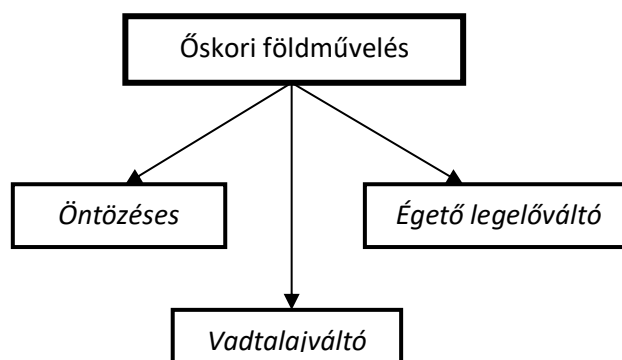 Őskori földművelés
Öntözéses
Égető legelőváltó
Vadtalajváltó